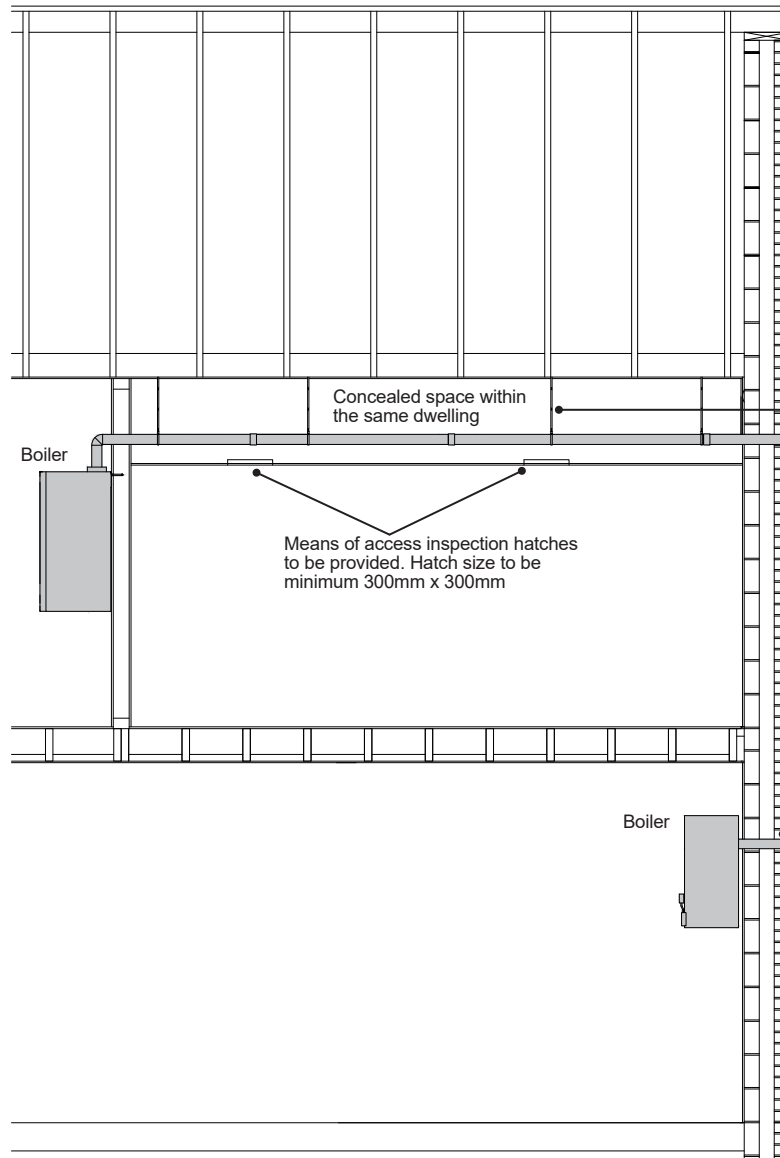 Concealed space within
the same dwelling
Boiler
Means of access inspection hatches
to be provided. Hatch size to be
minimum 300mm x 300mm
Boiler